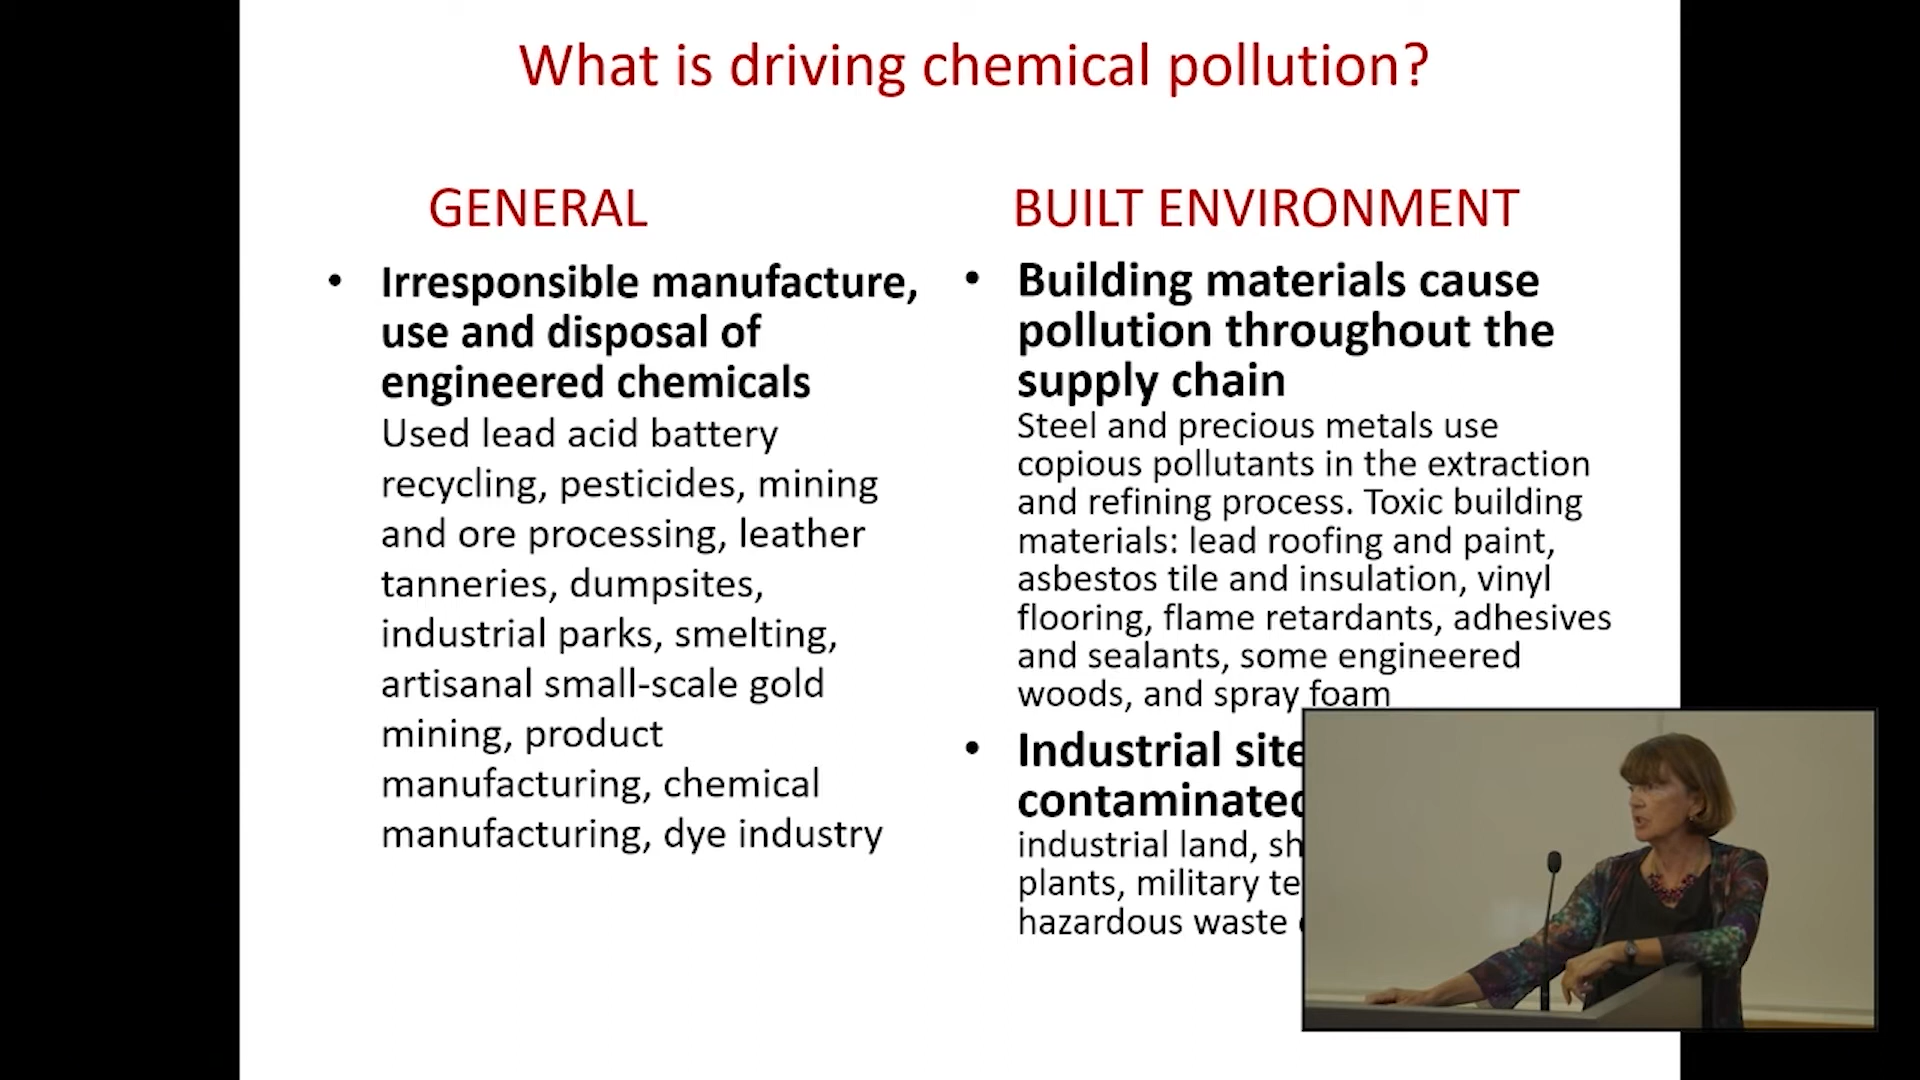 What is driving chemical pollution?
GENERAL
• Irresponsible manufacture,
use and disposal of
engineered chemicals
Used lead acid battery
recycling, pesticides, mining
and ore processing, leather
tanneries, dumpsites,
industrial parks, smelting,
artisanal small-scale gold
mining, product
manufacturing, chemical
manufacturing, dye industry
BUILT ENVIRONMENT
• Building materials cause
pollution throughout the
supply chain
Steel and precious metals use
copious pollutants in the extraction
and refining process. Toxic building
materials: lead roofing and paint,
asbestos tile and insulation, vinyl
flooring, flame retardants, adhesives
and sealants, some engineered
woods, and spray foam
• Industrial
contaminated
industrial land,
plants, military
hazardous waste